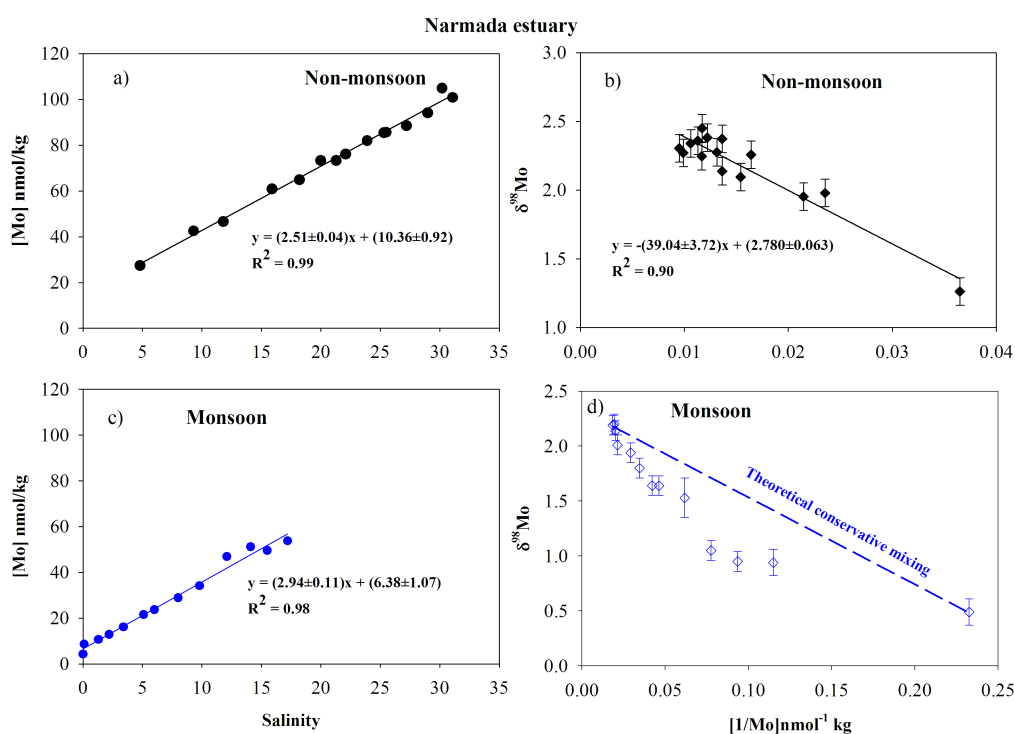 Narmada estuary
a)
Non-monsoon
[Mo] nmol/kg
120
100
80
60
40
20
0
y = (2.51±0.04)x + (10.36±0.92)
R2 = 0.99
0 5 10 15 20 25 30 35
b)
Non-monsoon
δ98Mo
3.0
2.5
2.0
1.5
1.0
y = -(39.04±3.72)x + (2.780±0.063)
R2 = 0.90
0.00 0.01 0.02 0.03 0.04
c)
Monsoon
[Mo] nmol/kg
120
100
80
60
40
20
0
y = (2.94±0.11)x + (6.38±1.07)
R2 = 0.98
0 5 10 15 20 25 30 35
Salinity
d)
Monsoon
δ98Mo
2.5
2.0
1.5
1.0
0.5
0.0
Theoretical conservative mixing
0.00 0.05 0.10 0.15 0.20 0.25
[1/Mo]nmol-1 kg